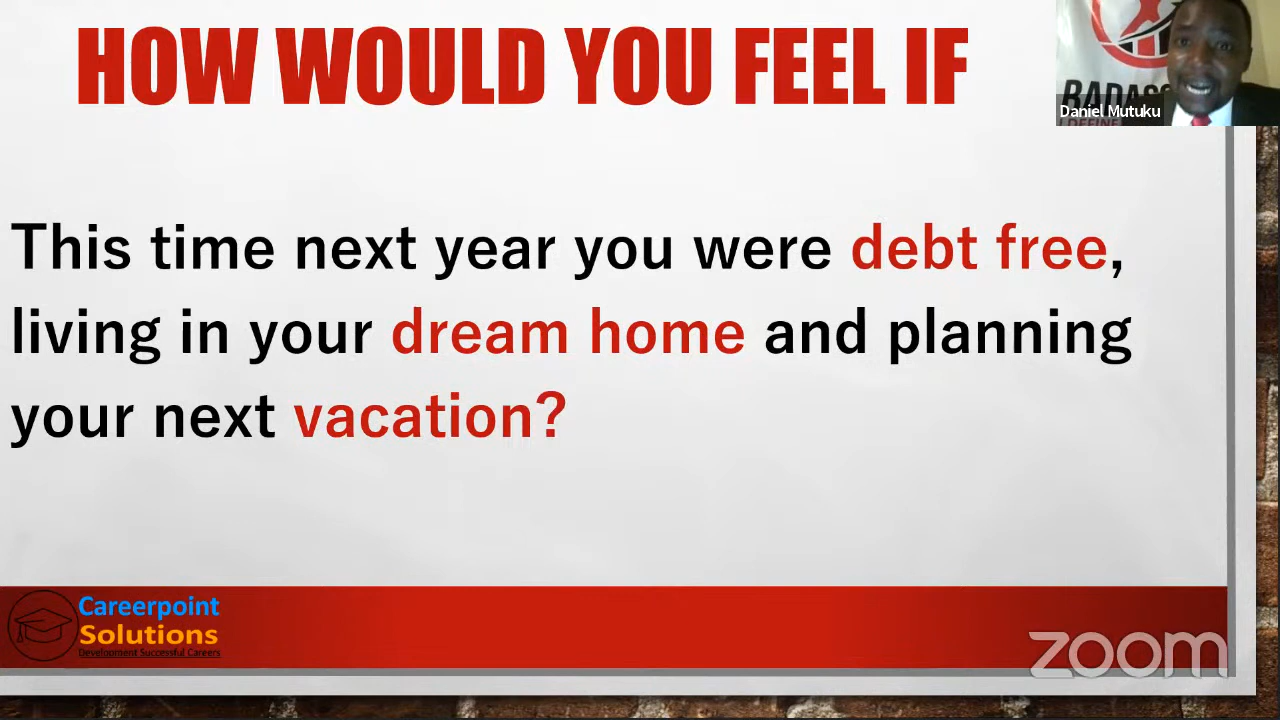 HOW WOULD YOU FEEL IF
Daniel Mutuku
This time next year you were debt free,
living in your dream home and planning
your next vacation?
Careerpoint
Solutions
Development Successful Careers
zoom